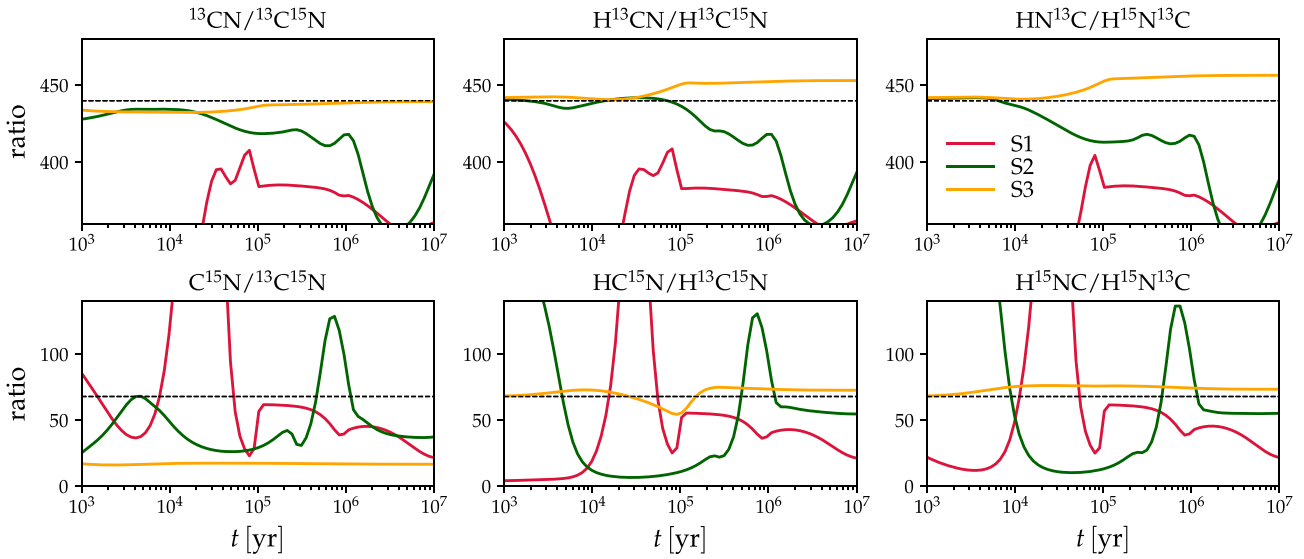 ¹³CN/¹³C¹⁵N
H¹³CN/H¹³C¹⁵N
HN¹³C/H¹⁵N¹³C
ratio
450
400
10³ 10⁴ 10⁵ 10⁶ 10⁷
450
400
10³ 10⁴ 10⁵ 10⁶ 10⁷
450
400
S1
S2
S3
10³ 10⁴ 10⁵ 10⁶ 10⁷
C¹⁵N/¹³C¹⁵N
HC¹⁵N/H¹³C¹⁵N
H¹⁵NC/H¹⁵N¹³C
ratio
100
50
0
10³ 10⁴ 10⁵ 10⁶ 10⁷
t [yr]
100
50
0
10³ 10⁴ 10⁵ 10⁶ 10⁷
t [yr]
100
50
0
10³ 10⁴ 10⁵ 10⁶ 10⁷
t [yr]